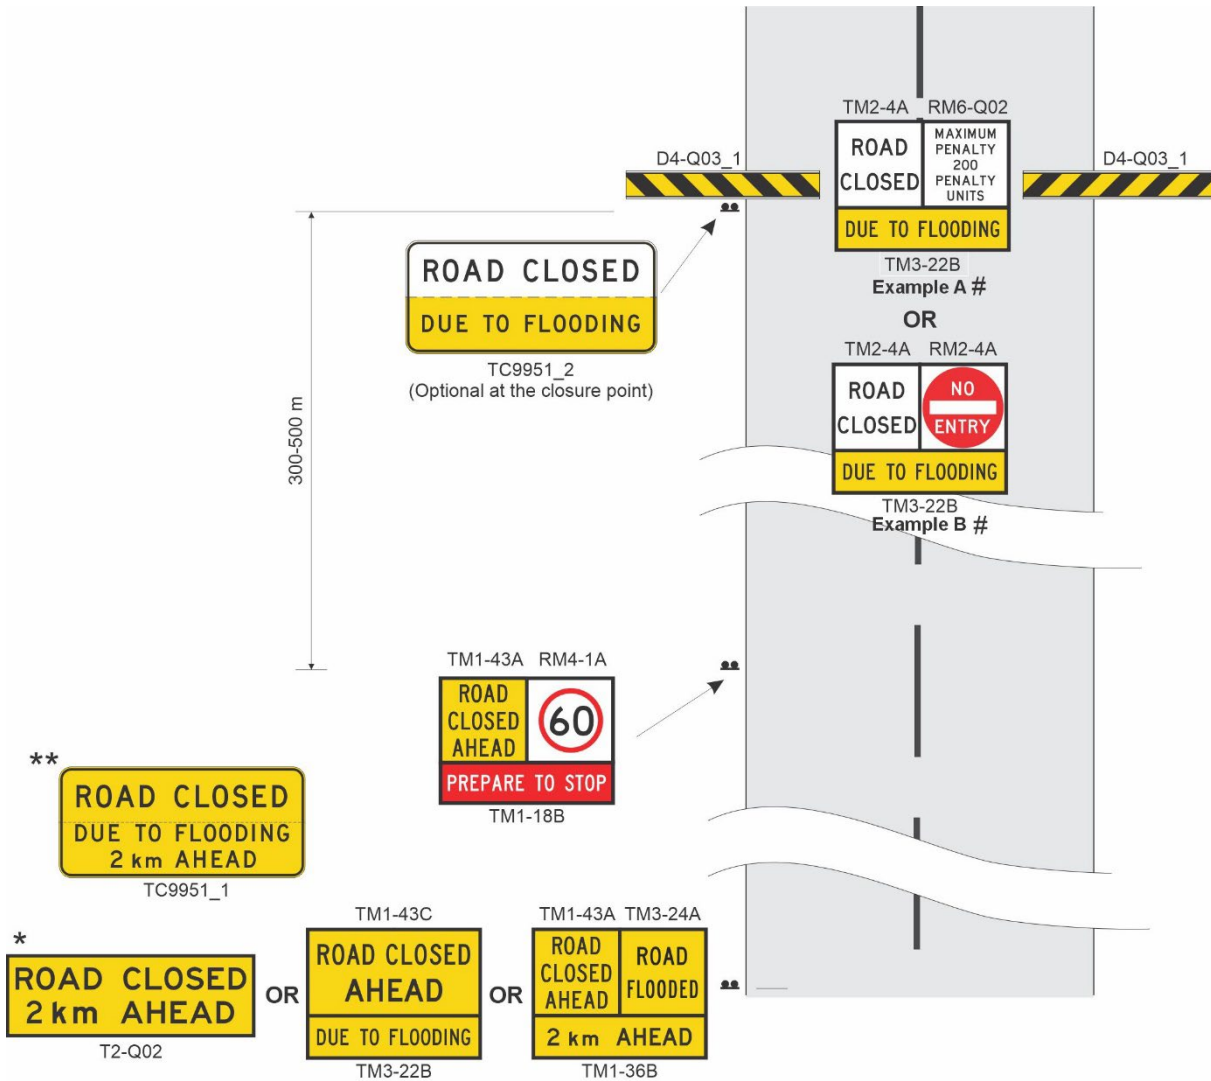 TM2-4A RM6-Q02
ROAD
CLOSED
MAXIMUM
PENALTY
200
PENALTY
UNITS
DUE TO FLOODING
TM3-22B
Example A #
D4-Q03_1
D4-Q03_1
OR
TM2-4A RM2-4A
ROAD
CLOSED
NO
ENTRY
DUE TO FLOODING
TM3-22B
Example B #
ROAD CLOSED
DUE TO FLOODING
TC9951_2
(Optional at the closure point)
300-500 m
TM1-43A RM4-1A
ROAD
CLOSED
AHEAD
60
PREPARE TO STOP
TM1-18B
**
ROAD CLOSED
DUE TO FLOODING
2 km AHEAD
TC9951_1
*
ROAD CLOSED
2 km AHEAD
T2-Q02
OR
TM1-43C
ROAD CLOSED
AHEAD
DUE TO FLOODING
TM3-22B
OR
TM1-43A TM3-24A
ROAD
CLOSED
AHEAD
ROAD
FLOODED
2 km AHEAD
TM1-36B